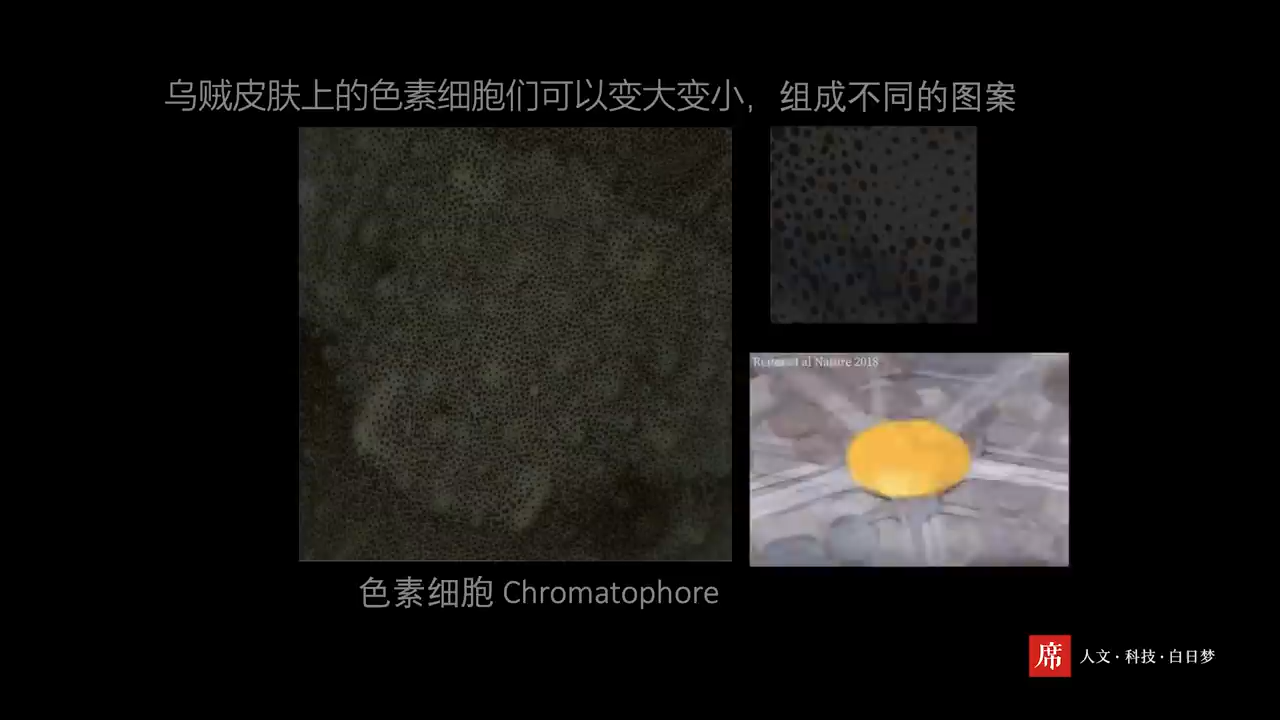 乌贼皮肤上的色素细胞们可以变大变小，组成不同的图案
al Nature 2018
色素细胞 Chromatophore
席 人文·科技·白日梦